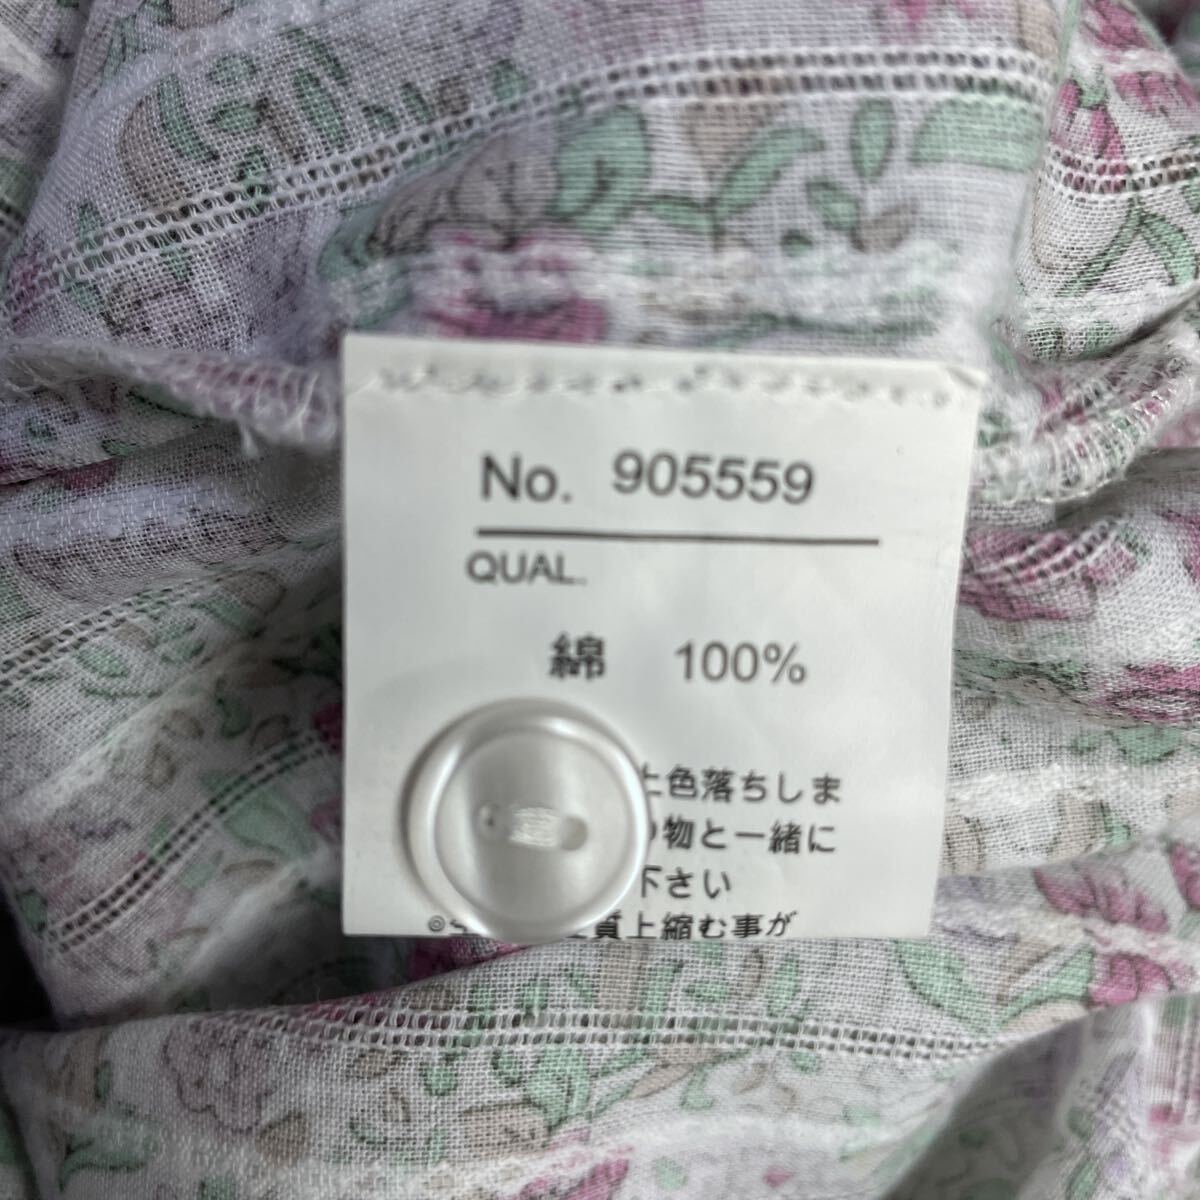 No. 905559
QUAL.
綿 100%
上色落ちしま
物と一緒に
下さい
質上縮む事が